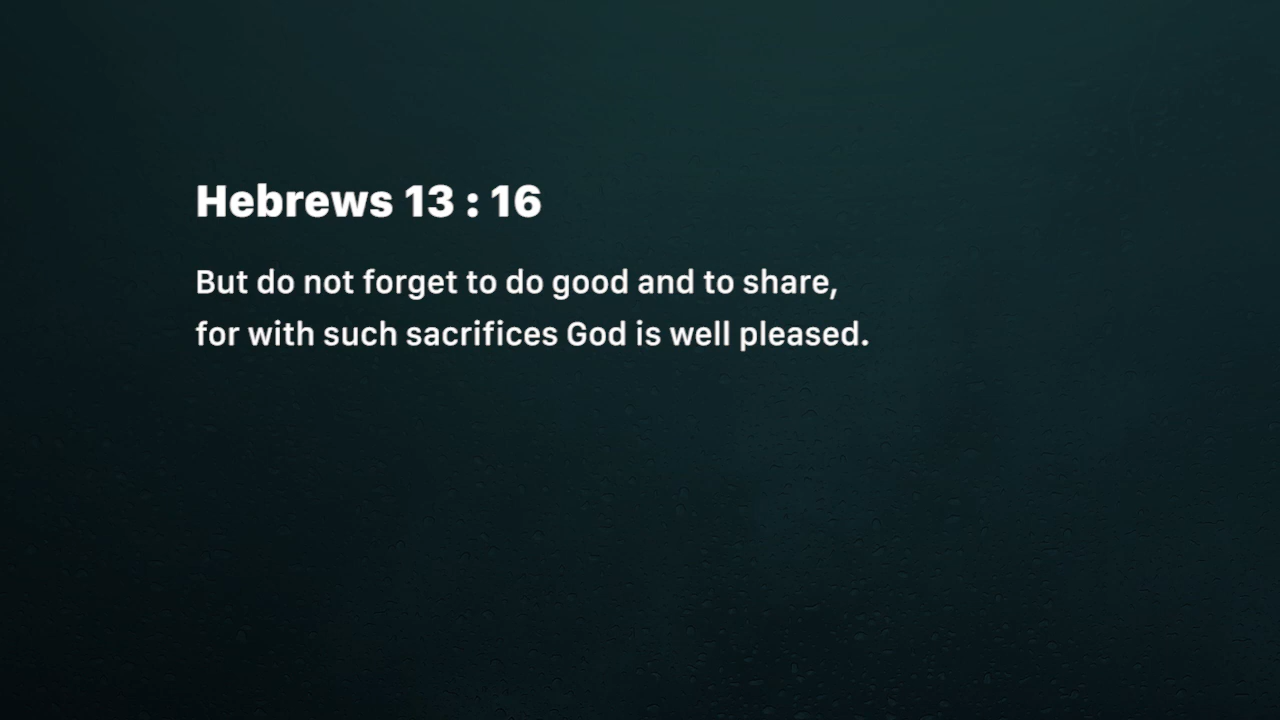 Hebrews 13 : 16
But do not forget to do good and to share,
for with such sacrifices God is well pleased.